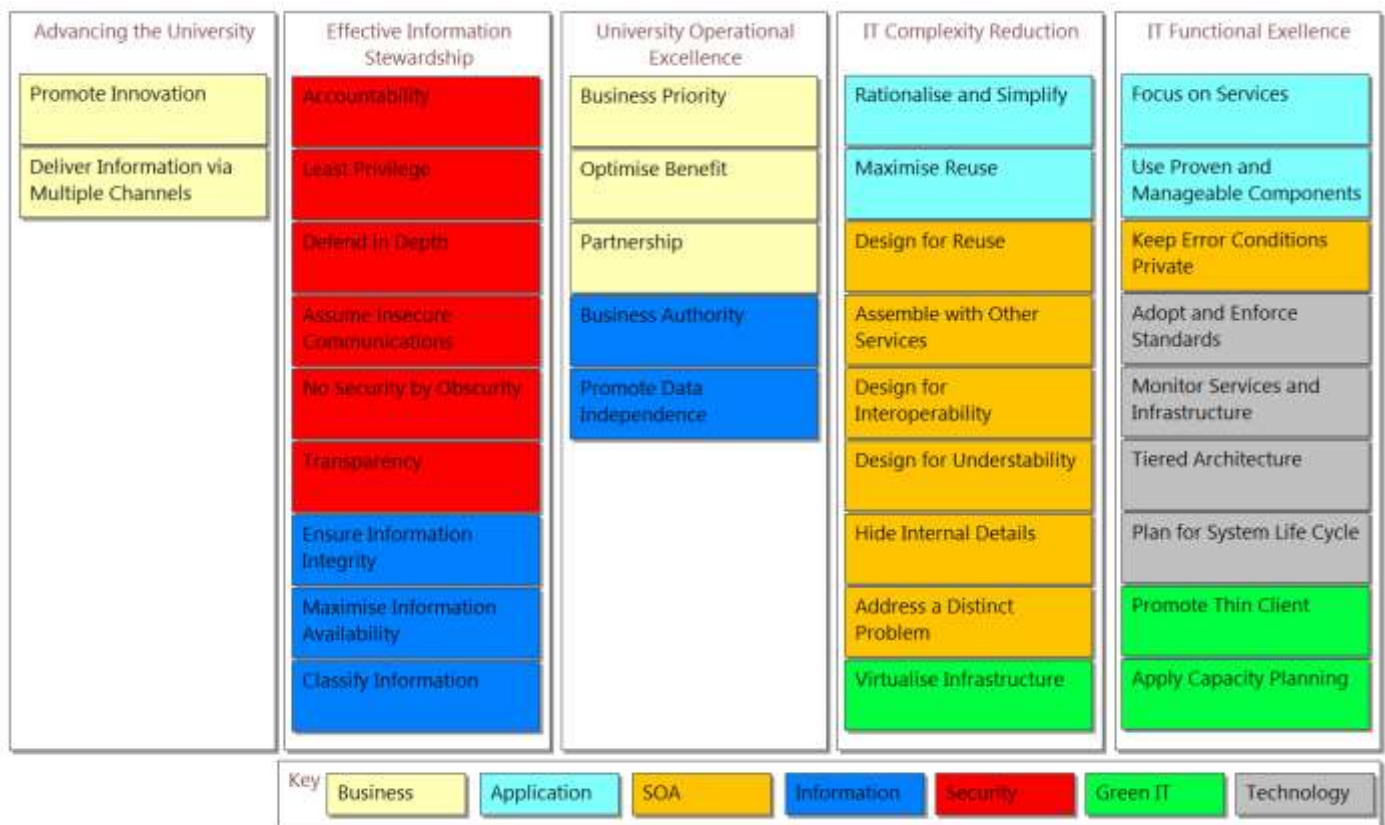 Advancing the University
Promote Innovation
Deliver Information via
Multiple Channels
Effective Information
Stewardship
Accountability
Least Privilege
Defend in Depth
Assume Insecure
Communications
No Security by Obscurity
Transparency
Ensure Information
Integrity
Maximise Information
Availability
Classify Information
University Operational
Excellence
Business Priority
Optimise Benefit
Partnership
Business Authority
Promote Data
Independence
IT Complexity Reduction
Rationalise and Simplify
Maximise Reuse
Design for Reuse
Assemble with Other
Services
Design for
Interoperability
Design for Understability
Hide Internal Details
Address a Distinct
Problem
Virtualise Infrastructure
IT Functional Exellence
Focus on Services
Use Proven and
Manageable Components
Keep Error Conditions
Private
Adopt and Enforce
Standards
Monitor Services and
Infrastructure
Tiered Architecture
Plan for System Life Cycle
Promote Thin Client
Apply Capacity Planning
Key
Business
Application
SOA
Information
Security
Green IT
Technology